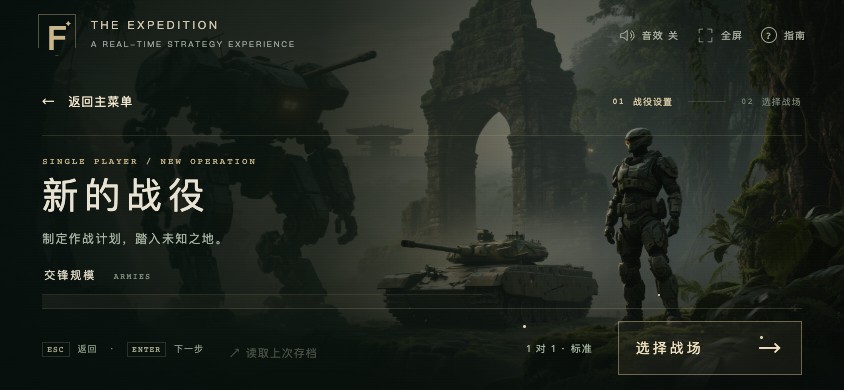 F
THE EXPEDITION
A REAL-TIME STRATEGY EXPERIENCE
音效 关
全屏
? 指南
← 返回主菜单
01 战役设置
02 选择战场
SINGLE PLAYER / NEW OPERATION
新的战役
制定作战计划，踏入未知之地。
交锋规模 ARMIES
ESC 返回 · ENTER 下一步
↗ 读取上次存档
1 对 1 · 标准
选择战场 →